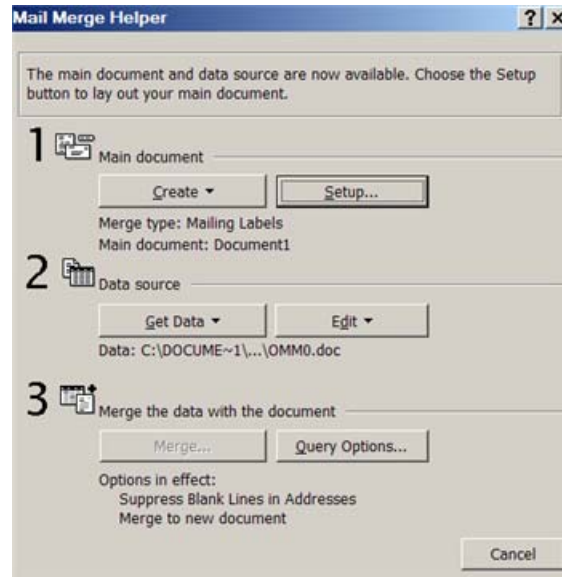 Mail Merge Helper
The main document and data source are now available. Choose the Setup
button to lay out your main document.
1 Main document
Create Setup...
Merge type: Mailing Labels
Main document: Document1
2 Data source
Get Data Edit
Data: C:\DOCUME~1\...\OMM0.doc
3 Merge the data with the document
Merge... Query Options...
Options in effect:
Suppress Blank Lines in Addresses
Merge to new document
Cancel